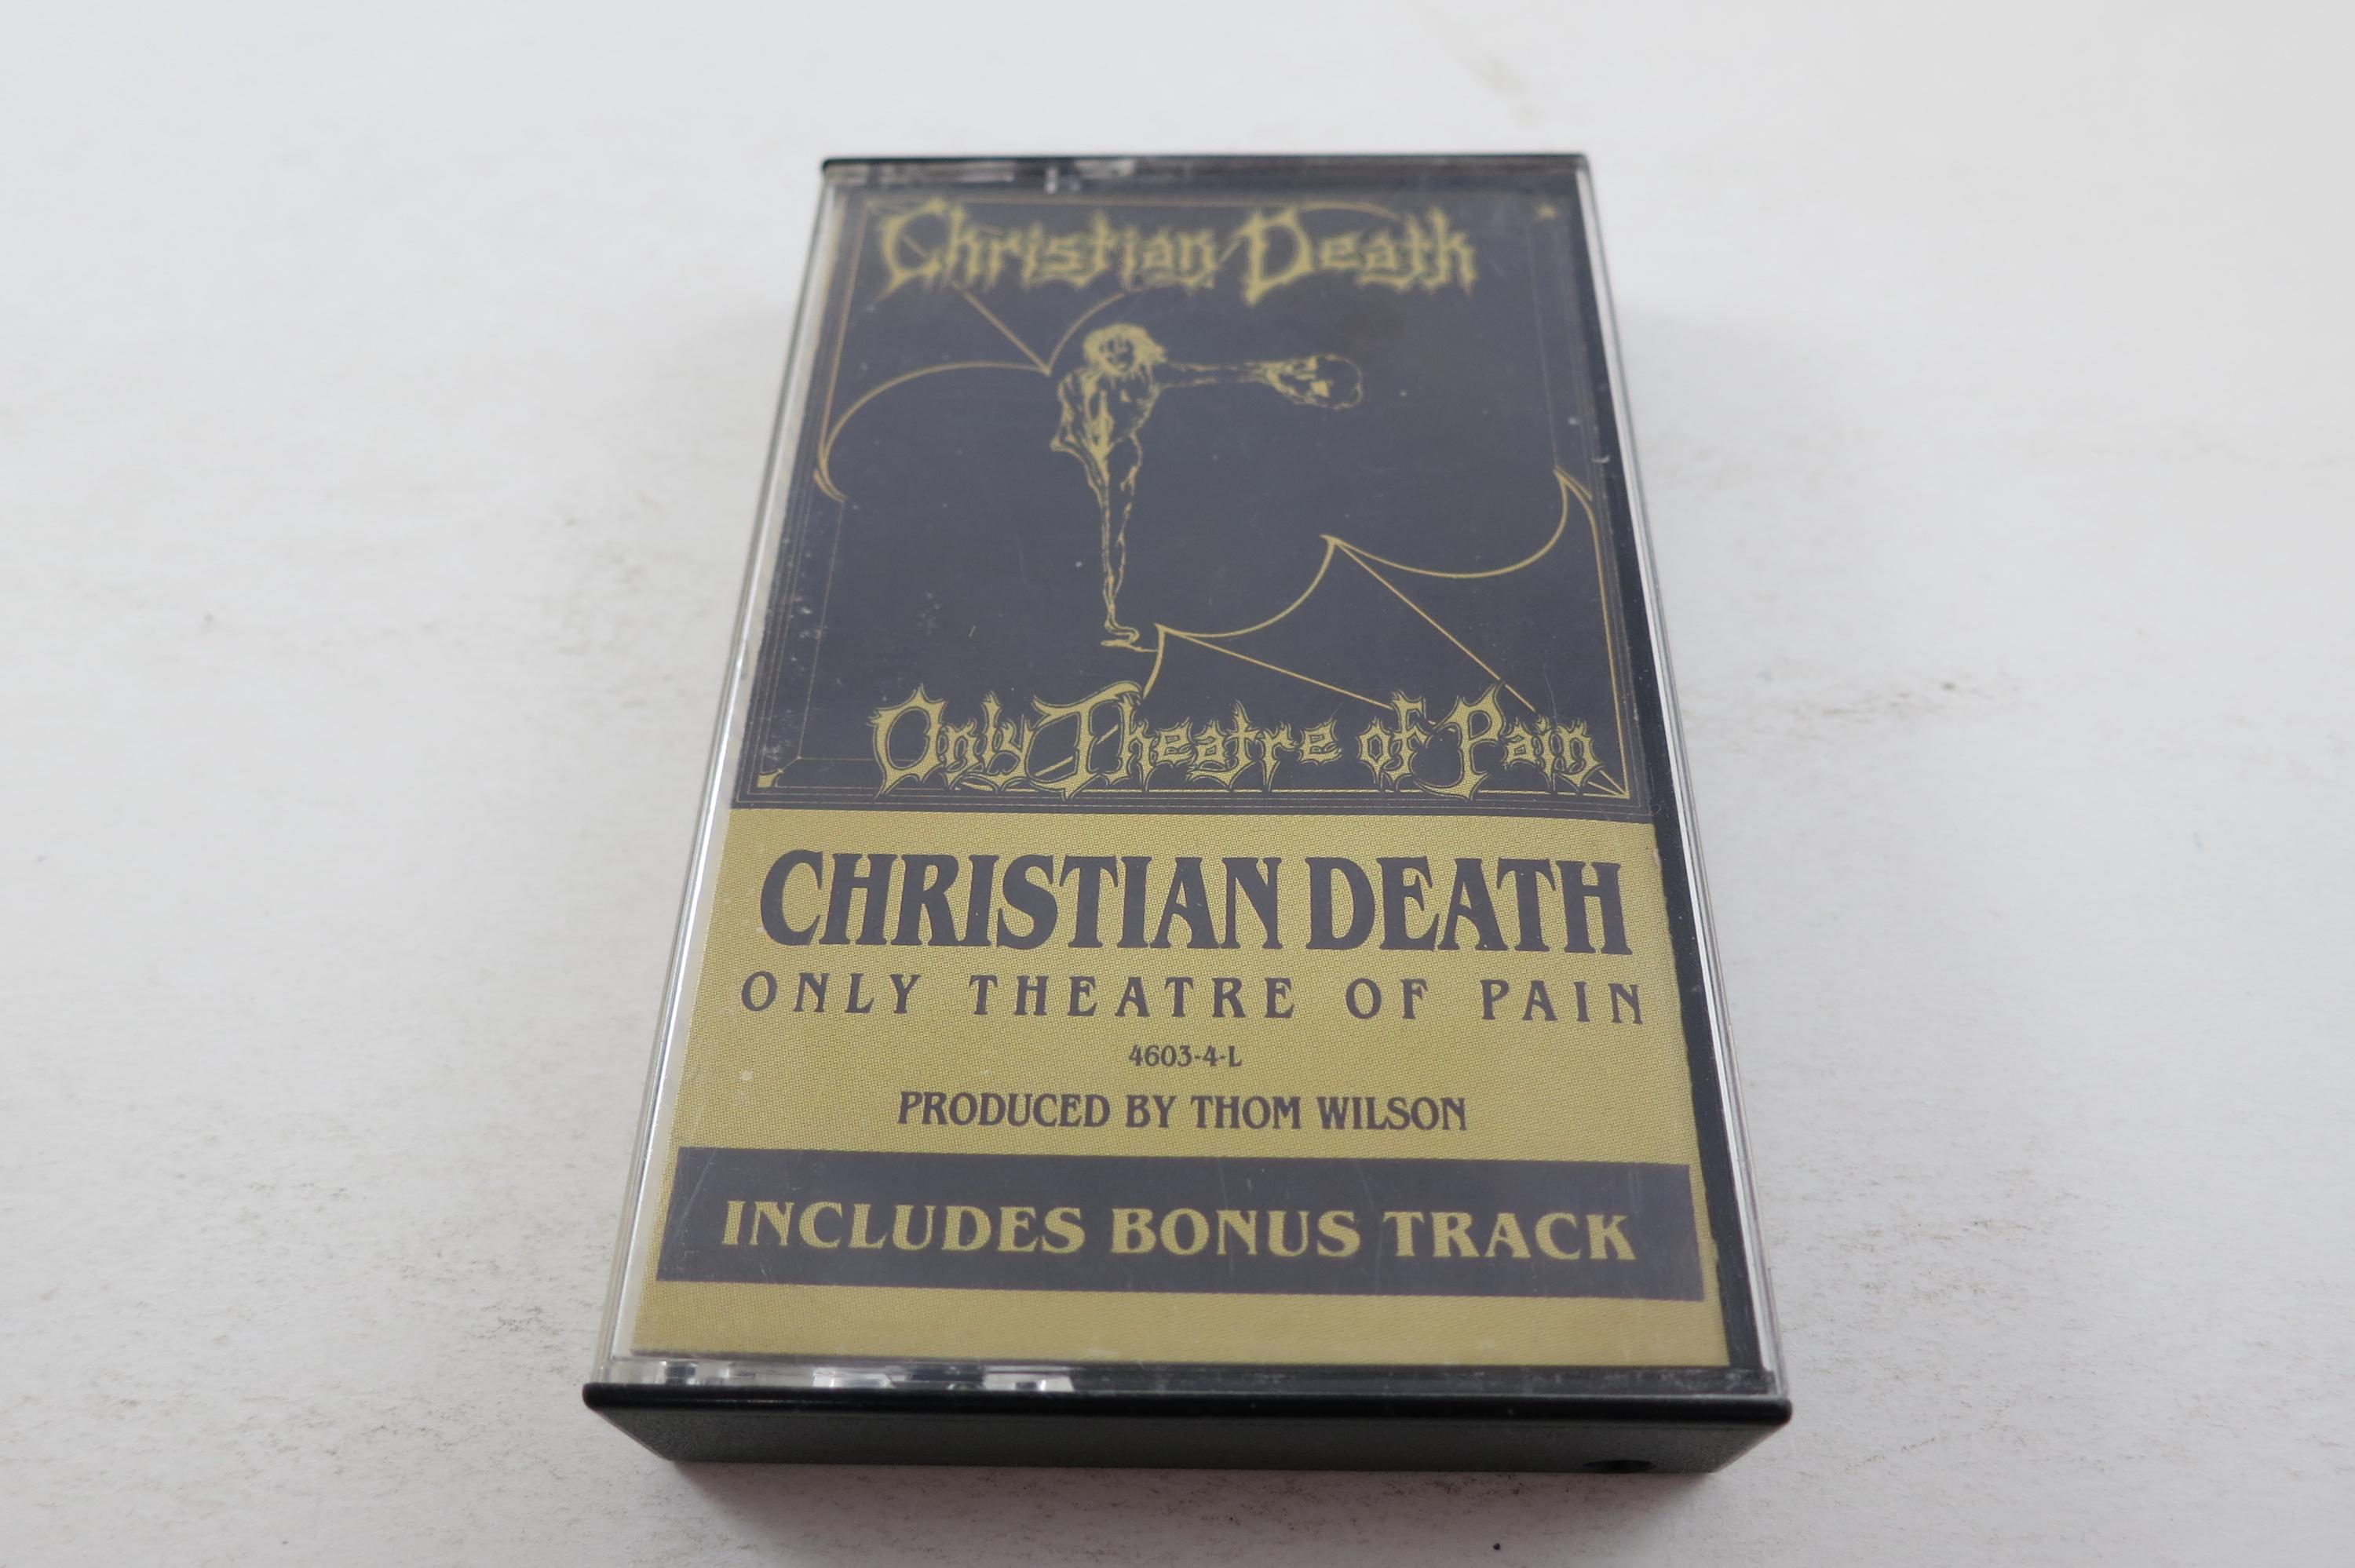 Christian Death
Only Theatre of Pain
CHRISTIAN DEATH
ONLY THEATRE OF PAIN
4603-4-L
PRODUCED BY THOM WILSON
INCLUDES BONUS TRACK